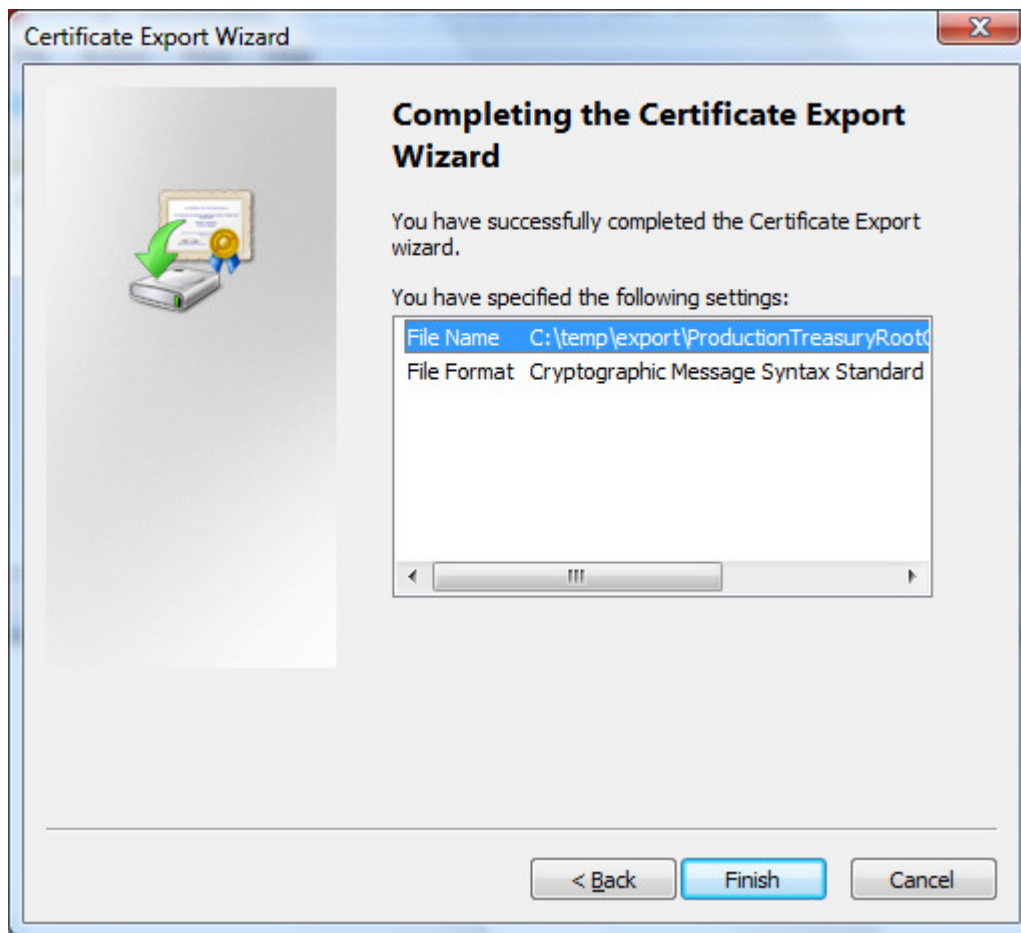 Certificate Export Wizard
Completing the Certificate Export
Wizard
You have successfully completed the Certificate Export
wizard.
You have specified the following settings:
File Name C:\temp\export\ProductionTreasuryRoot
File Format Cryptographic Message Syntax Standard
< Back Finish Cancel